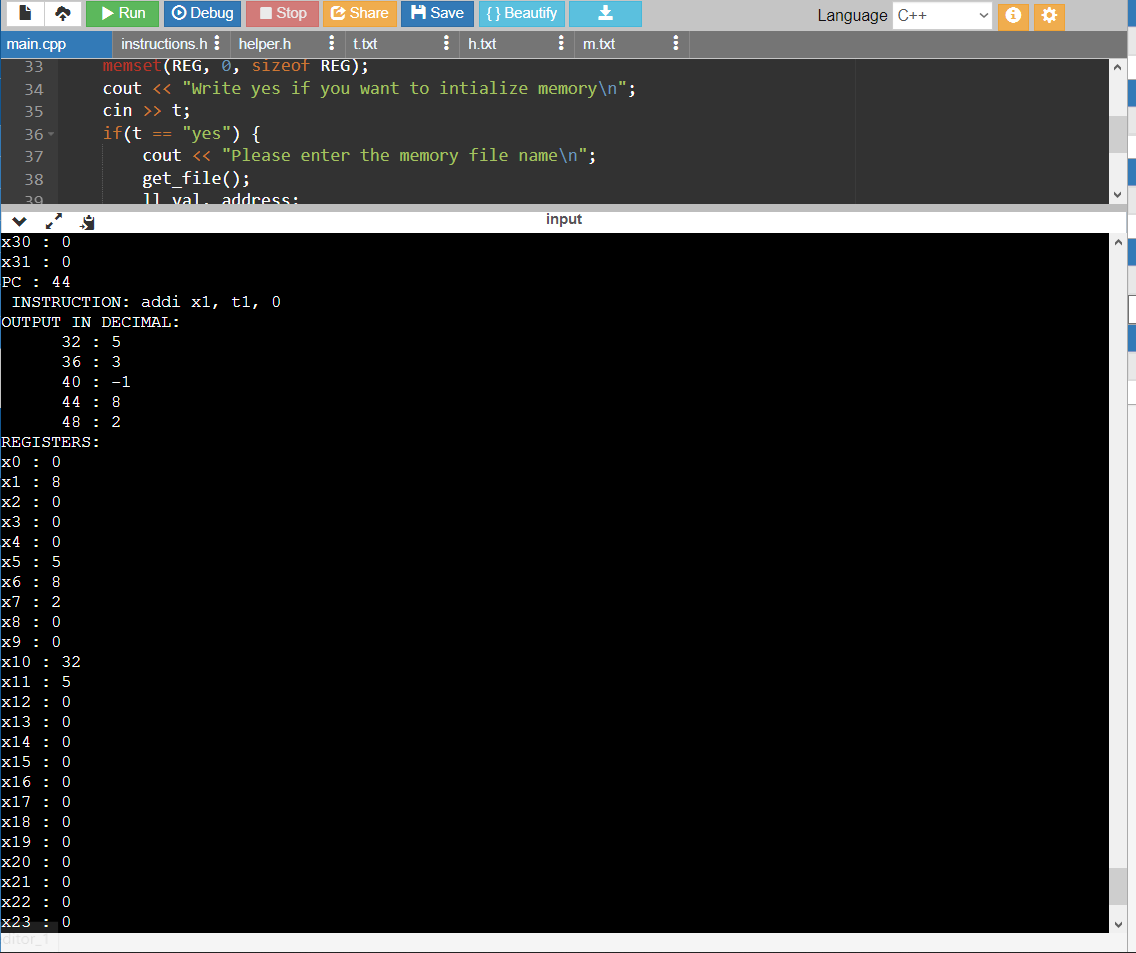 Run Debug Stop Share Save { } Beautify Language C++
main.cpp instructions.h helper.h t.txt h.txt m.txt
33 memset(REG, 0, sizeof REG);
34 cout << "Write yes if you want to intialize memory\n";
35 cin >> t;
36 if(t == "yes") {
37 cout << "Please enter the memory file name\n";
38 get_file();
39 ll val, address;
input
x30 : 0
x31 : 0
PC : 44
INSTRUCTION: addi x1, t1, 0
OUTPUT IN DECIMAL:
32 : 5
36 : 3
40 : -1
44 : 8
48 : 2
REGISTERS:
x0 : 0
x1 : 8
x2 : 0
x3 : 0
x4 : 0
x5 : 5
x6 : 8
x7 : 2
x8 : 0
x9 : 0
x10 : 32
x11 : 5
x12 : 0
x13 : 0
x14 : 0
x15 : 0
x16 : 0
x17 : 0
x18 : 0
x19 : 0
x20 : 0
x21 : 0
x22 : 0
x23 : 0
ditor_1